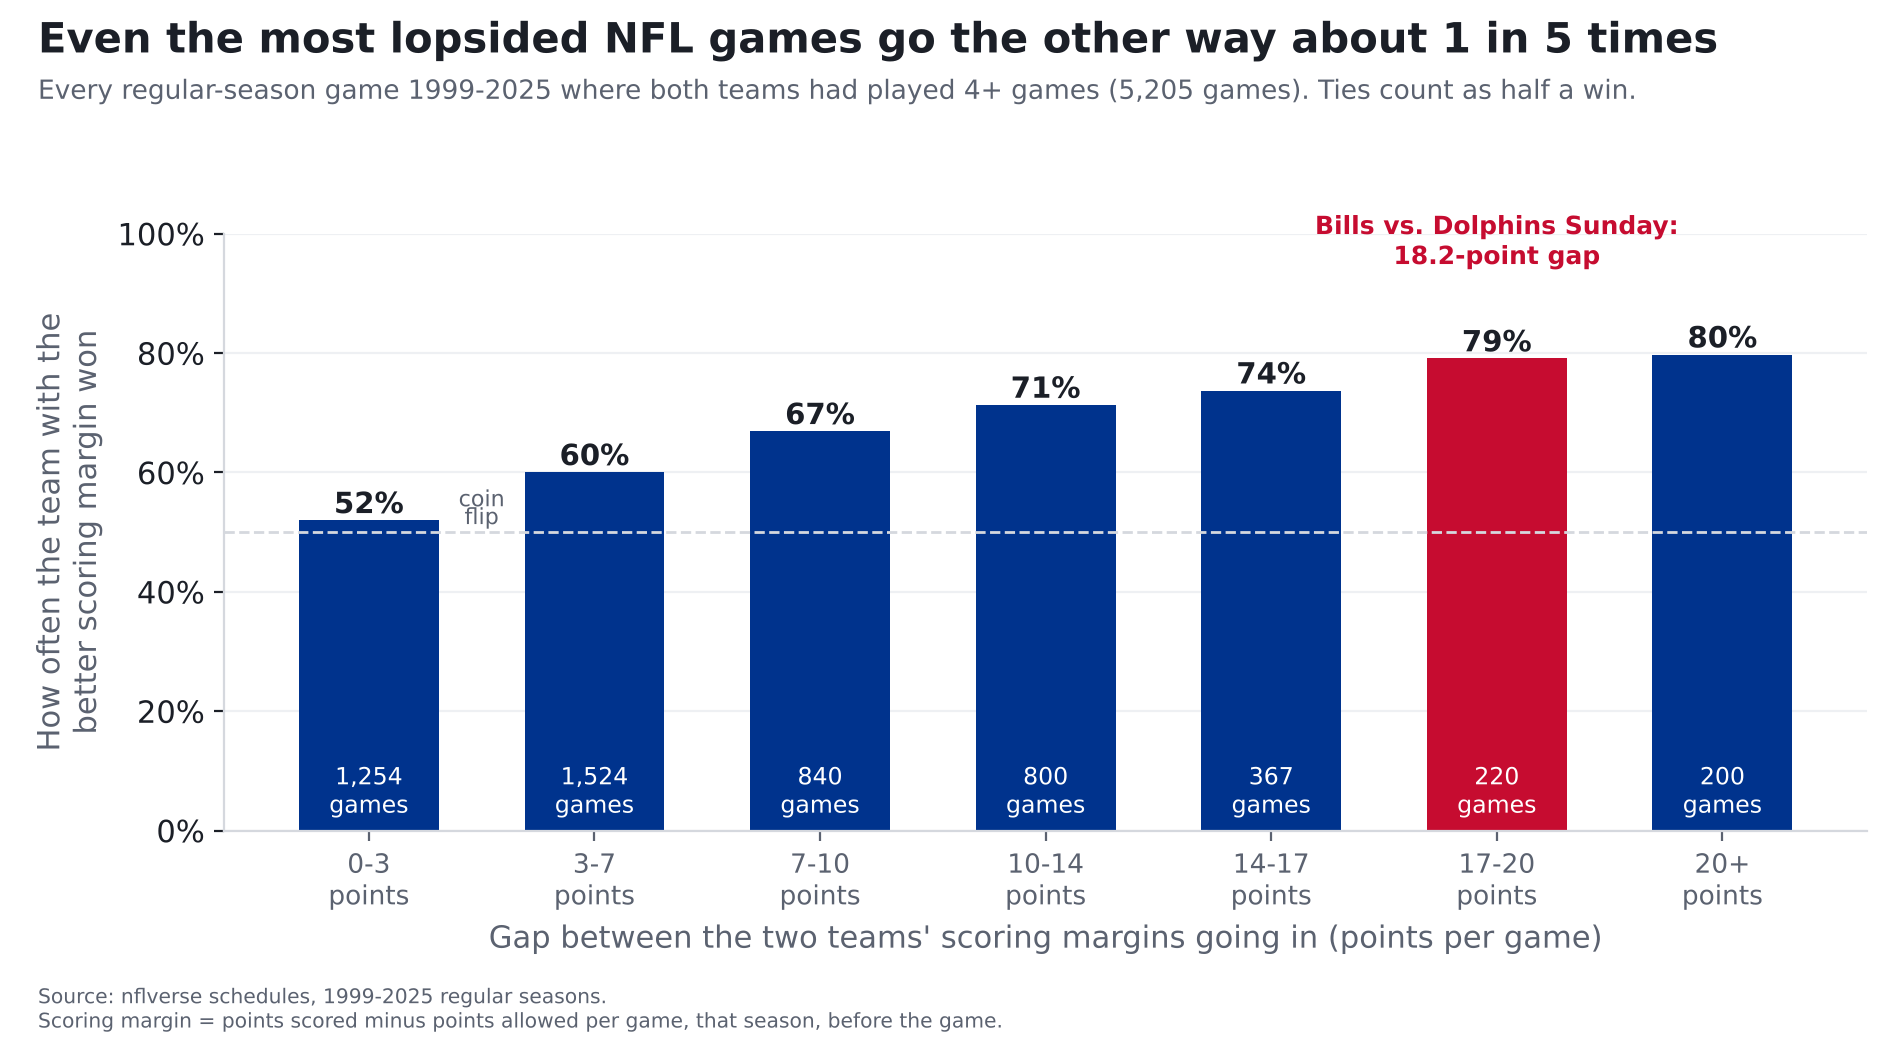 Even the most lopsided NFL games go the other way about 1 in 5 times
Every regular-season game 1999-2025 where both teams had played 4+ games (5,205 games). Ties count as half a win.
Bills vs. Dolphins Sunday:
18.2-point gap
How often the team with the
better scoring margin won
100%
80%
60%
40%
20%
0%
52%
coin
flip
60%
67%
71%
74%
79%
80%
1,254
games
1,524
games
840
games
800
games
367
games
220
games
200
games
0-3
points
3-7
points
7-10
points
10-14
points
14-17
points
17-20
points
20+
points
Gap between the two teams' scoring margins going in (points per game)
Source: nflverse schedules, 1999-2025 regular seasons.
Scoring margin = points scored minus points allowed per game, that season, before the game.